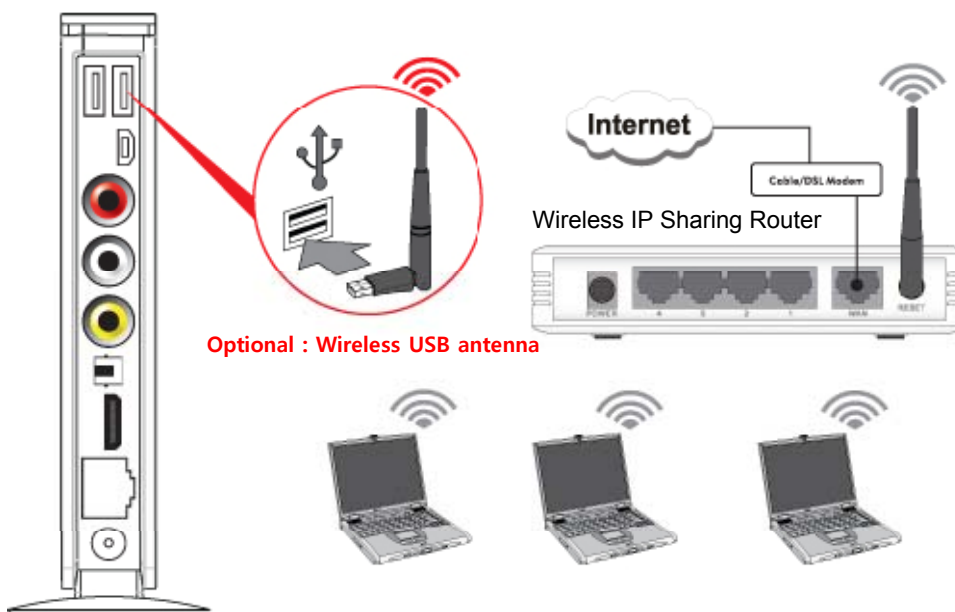 Internet
Cable/DSL Modem
Wireless IP Sharing Router
POWER
4
3
2
1
WAN
RESET
Optional : Wireless USB antenna